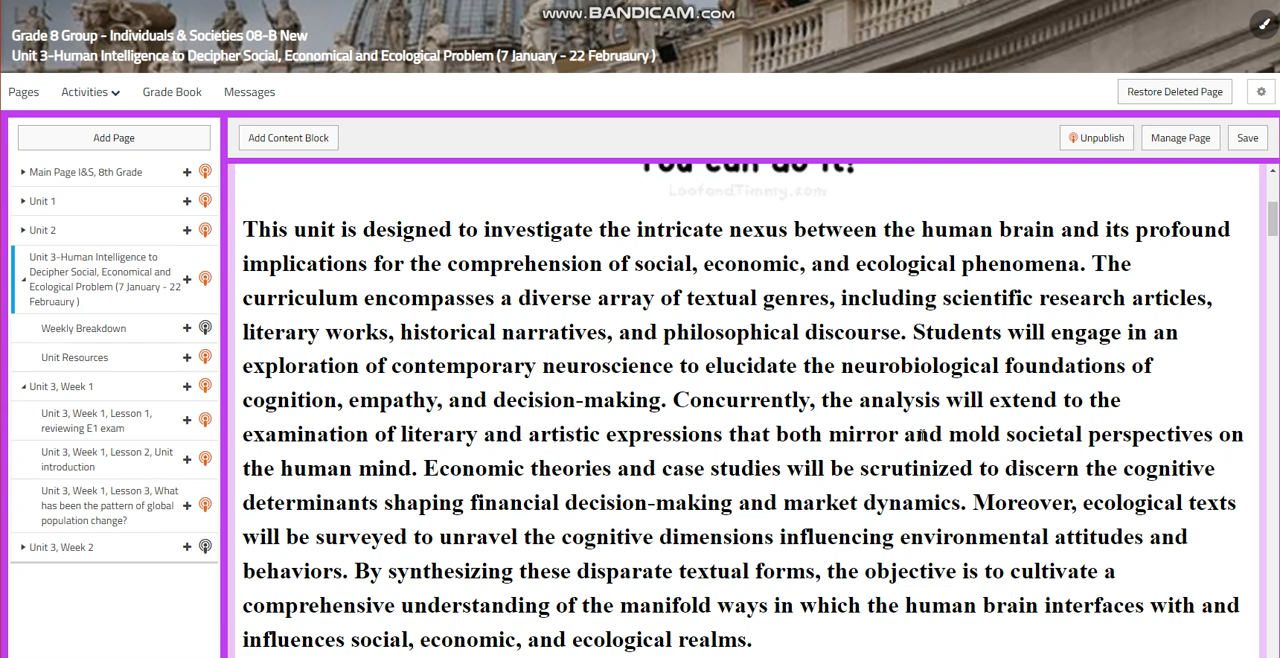 www.BANDICAM.com
Grade 8 Group - Individuals & Societies 08-B New
Unit 3-Human Intelligence to Decipher Social, Economical and Ecological Problem (7 January - 22 Februaury )
Pages
Activities
Grade Book
Messages
Restore Deleted Page
Add Page
Add Content Block
Unpublish
Manage Page
Save
Main Page I&S, 8th Grade
Unit 1
Unit 2
Unit 3-Human Intelligence to
Decipher Social, Economical and
Ecological Problem (7 January - 22
Februaury )
Weekly Breakdown
Unit Resources
Unit 3, Week 1
Unit 3, Week 1, Lesson 1,
reviewing E1 exam
Unit 3, Week 1, Lesson 2, Unit
introduction
Unit 3, Week 1, Lesson 3, What
has been the pattern of global
population change?
Unit 3, Week 2
You can do it!
LoofandTimmy.com
This unit is designed to investigate the intricate nexus between the human brain and its profound
implications for the comprehension of social, economic, and ecological phenomena. The
curriculum encompasses a diverse array of textual genres, including scientific research articles,
literary works, historical narratives, and philosophical discourse. Students will engage in an
exploration of contemporary neuroscience to elucidate the neurobiological foundations of
cognition, empathy, and decision-making. Concurrently, the analysis will extend to the
examination of literary and artistic expressions that both mirror and mold societal perspectives on
the human mind. Economic theories and case studies will be scrutinized to discern the cognitive
determinants shaping financial decision-making and market dynamics. Moreover, ecological texts
will be surveyed to unravel the cognitive dimensions influencing environmental attitudes and
behaviors. By synthesizing these disparate textual forms, the objective is to cultivate a
comprehensive understanding of the manifold ways in which the human brain interfaces with and
influences social, economic, and ecological realms.